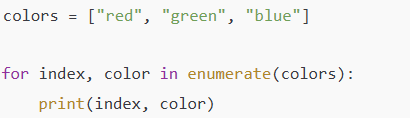 colors = ["red", "green", "blue"]
for index, color in enumerate(colors):
    print(index, color)